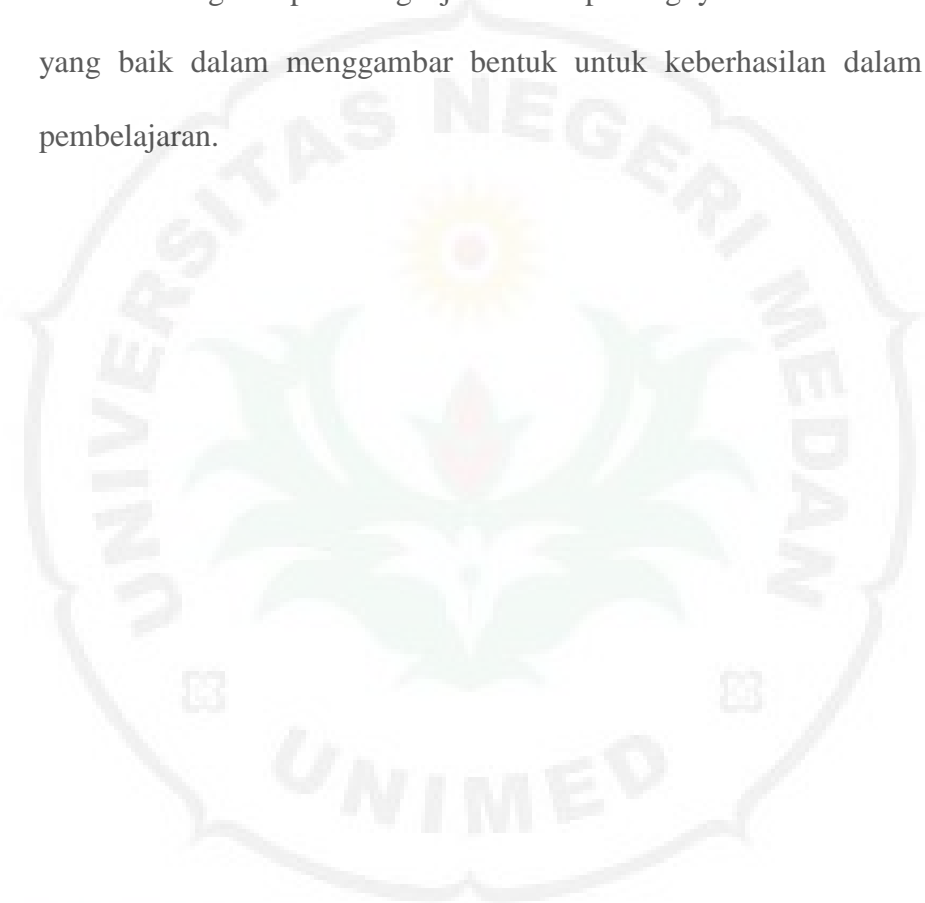 yang baik dalam menggambar bentuk untuk keberhasilan dalam
pembelajaran.
UNIVERSITAS NEGERI MEDAN
UNIMED